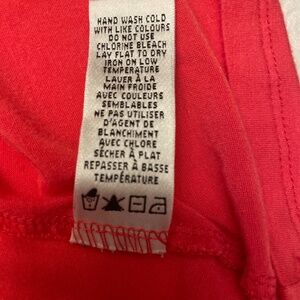 HAND WASH COLD
WITH LIKE COLOURS
DO NOT USE
CHLORINE BLEACH
LAY FLAT TO DRY
IRON ON LOW
TEMPERATURE
LAVER À LA
MAIN FROIDE
AVEC COULEURS
SEMBLABLES
NE PAS UTILISER
D'AGENT DE
BLANCHIMENT
AVEC CHLORE
SÈCHER À PLAT
REPASSER À BASSE
TEMPÉRATURE